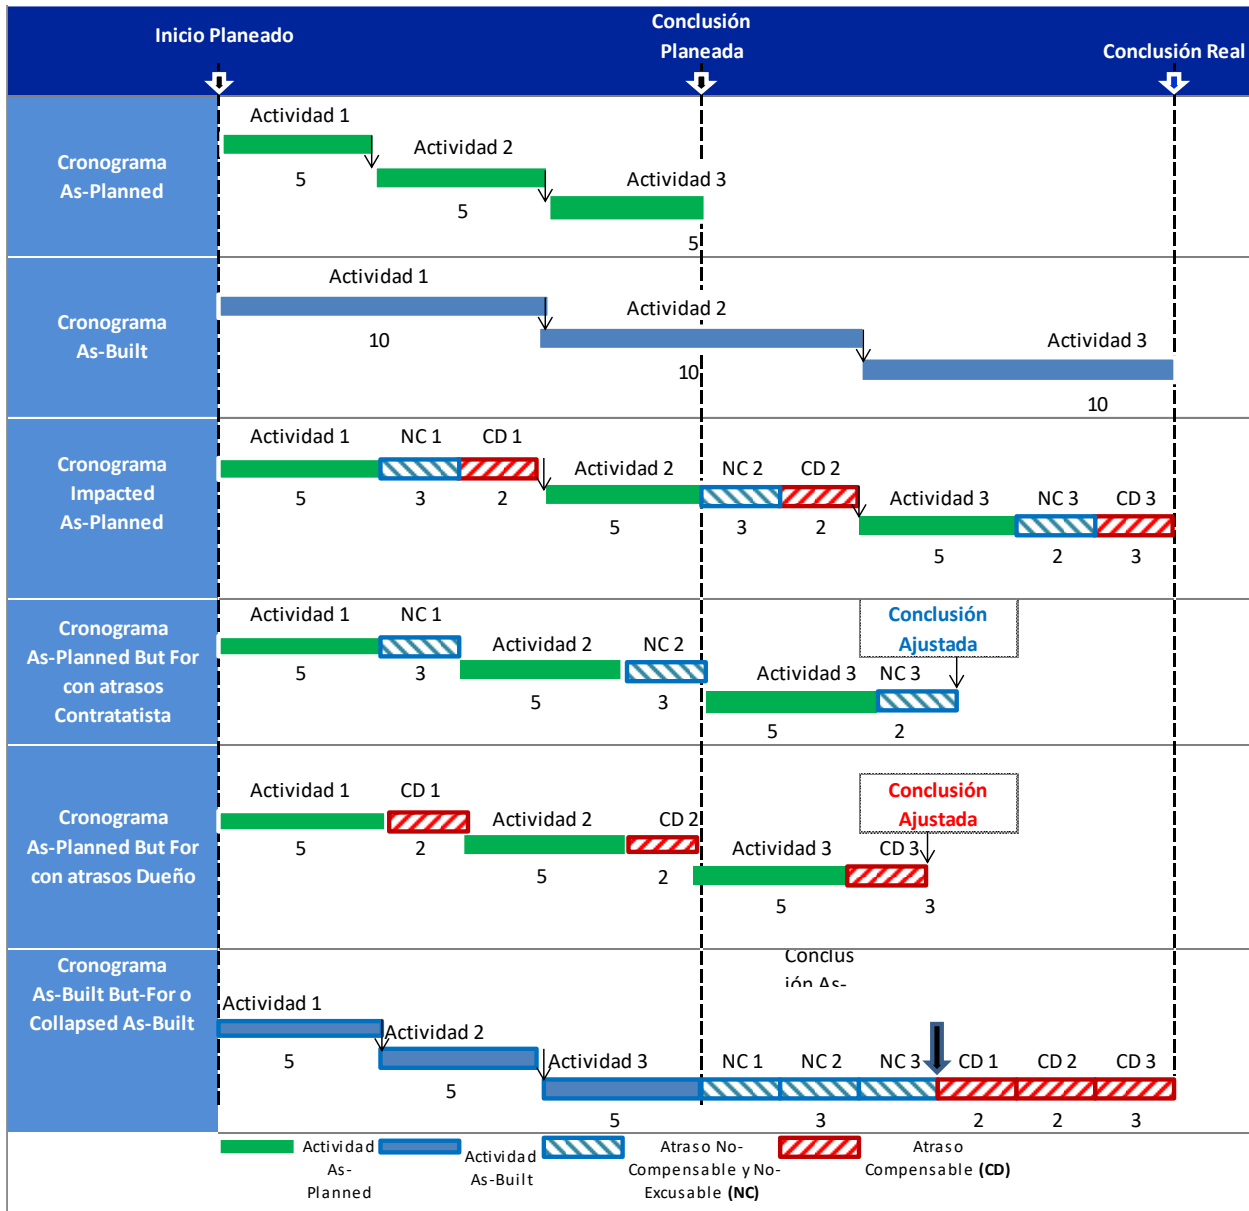 Inicio Planeado
Conclusión
Planeada
Conclusión Real
Cronograma
As-Planned
Actividad 1
5
Actividad 2
5
Actividad 3
5
Cronograma
As-Built
Actividad 1
10
Actividad 2
10
Actividad 3
10
Cronograma
Impacted
As-Planned
Actividad 1 NC 1 CD 1
5 3 2
Actividad 2 NC 2 CD 2
5 3 2
Actividad 3 NC 3 CD 3
5 2 3
Cronograma
As-Planned But For
con atrasos
Contratatista
Actividad 1 NC 1
5 3
Actividad 2 NC 2
5 3
Actividad 3 NC 3
5 2
Conclusión
Ajustada
Cronograma
As-Planned But For
con atrasos Dueño
Actividad 1 CD 1
5 2
Actividad 2 CD 2
5 2
Actividad 3 CD 3
5 3
Conclusión
Ajustada
Cronograma
As-Built But-For o
Collapsed As-Built
Conclus
ión As-
Actividad 1
5
Actividad 2
5
Actividad 3 NC 1 NC 2 NC 3 CD 1 CD 2 CD 3
5 3 2 2 3
Actividad
As-
Planned
Actividad
As-Built
Atraso No-
Compensable y No-
Excusable (NC)
Atraso
Compensable (CD)